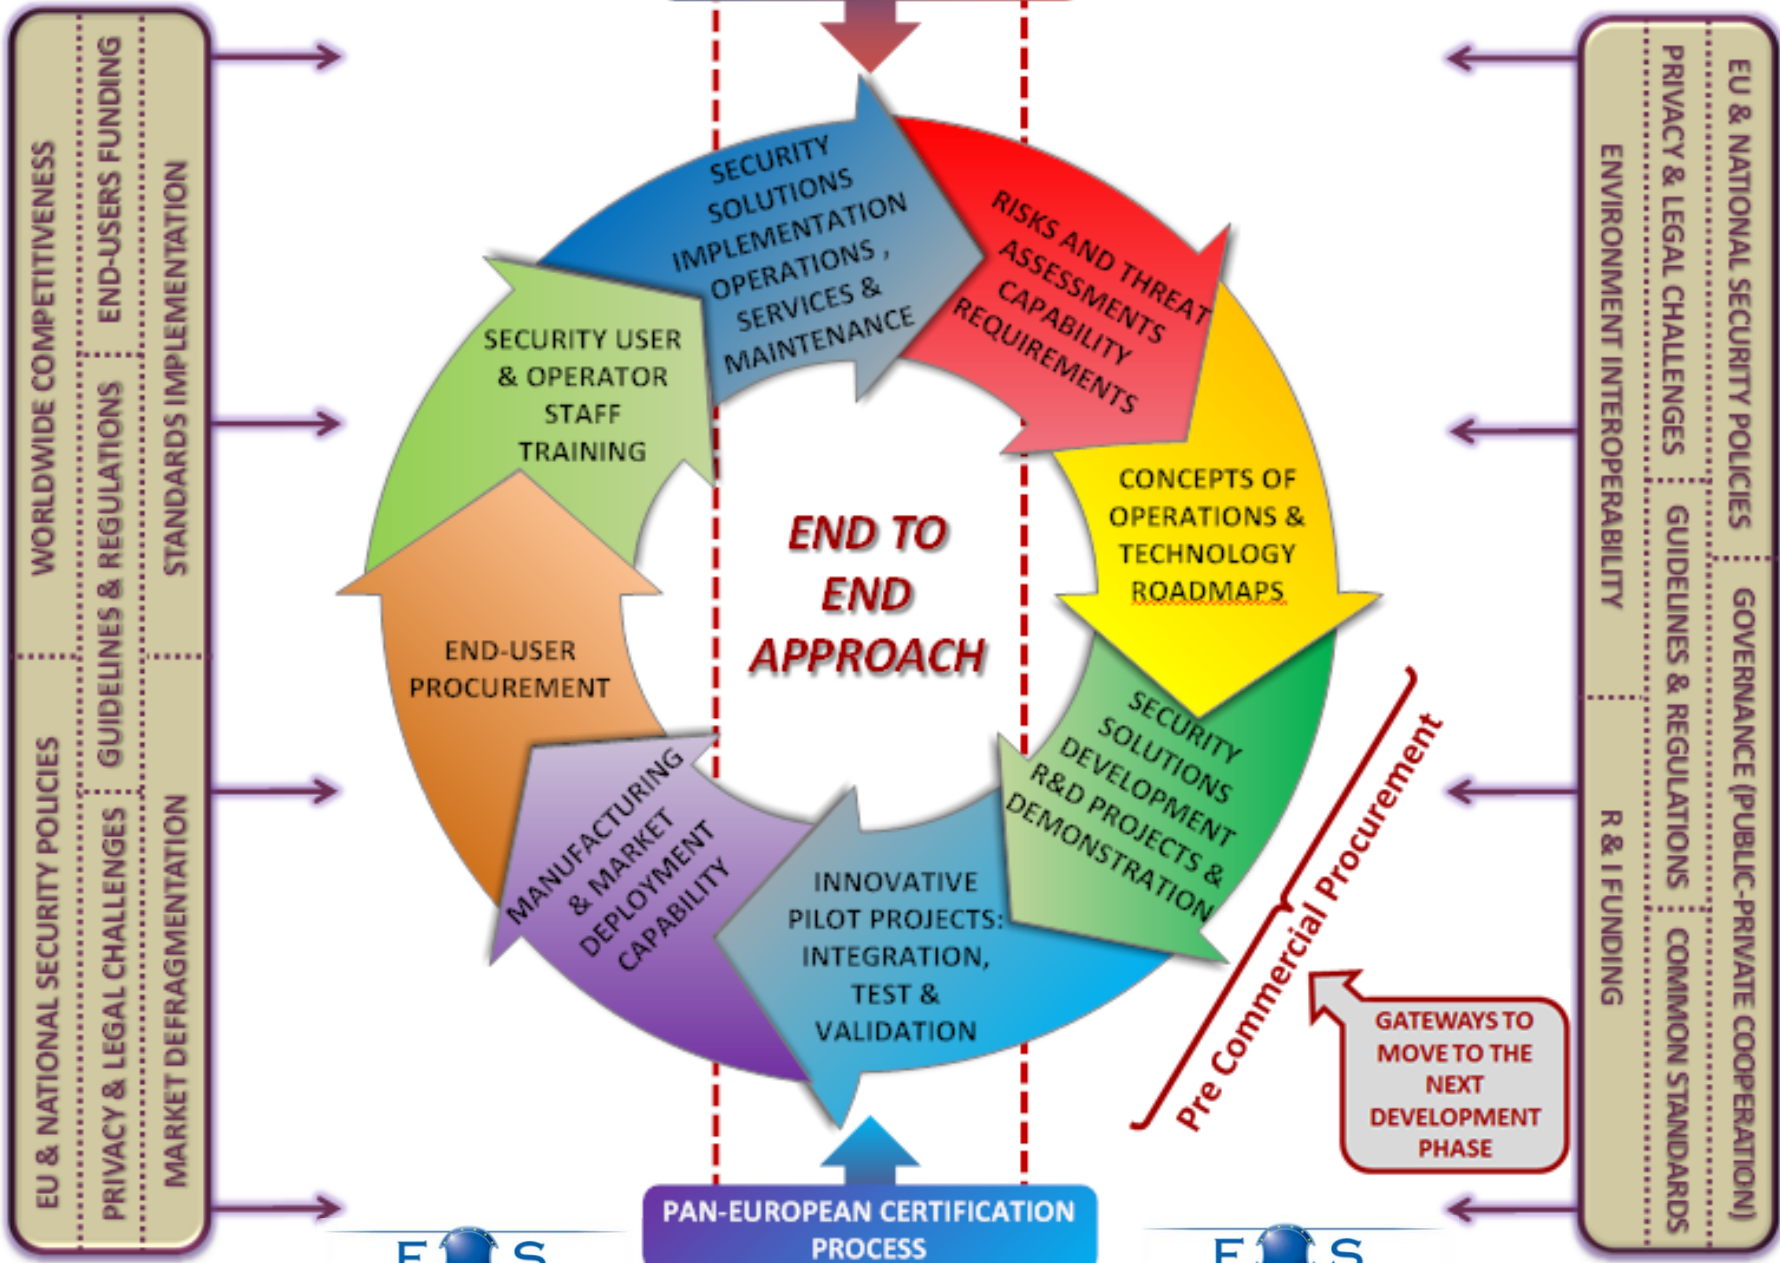 WORLDWIDE COMPETITIVENESS
EU & NATIONAL SECURITY POLICIES
END-USERS FUNDING
GUIDELINES & REGULATIONS
PRIVACY & LEGAL CHALLENGES
STANDARDS IMPLEMENTATION
MARKET DEFRAGMENTATION
SECURITY
SOLUTIONS
IMPLEMENTATION
OPERATIONS ,
SERVICES &
MAINTENANCE
RISKS AND THREAT
ASSESSMENTS
CAPABILITY
REQUIREMENTS
CONCEPTS OF
OPERATIONS &
TECHNOLOGY
ROADMAPS
SECURITY
SOLUTIONS
DEVELOPMENT
R&D PROJECTS &
DEMONSTRATION
INNOVATIVE
PILOT PROJECTS:
INTEGRATION,
TEST &
VALIDATION
MANUFACTURING
& MARKET
DEPLOYMENT
CAPABILITY
END-USER
PROCUREMENT
SECURITY USER
& OPERATOR
STAFF
TRAINING
END TO
END
APPROACH
Pre Commercial Procurement
GATEWAYS TO
MOVE TO THE
NEXT
DEVELOPMENT
PHASE
PAN-EUROPEAN CERTIFICATION
PROCESS
EOS
EOS
EU & NATIONAL SECURITY POLICIES
GOVERNANCE (PUBLIC-PRIVATE COOPERATION)
PRIVACY & LEGAL CHALLENGES
GUIDELINES & REGULATIONS
COMMON STANDARDS
ENVIRONMENT INTEROPERABILITY
R & I FUNDING